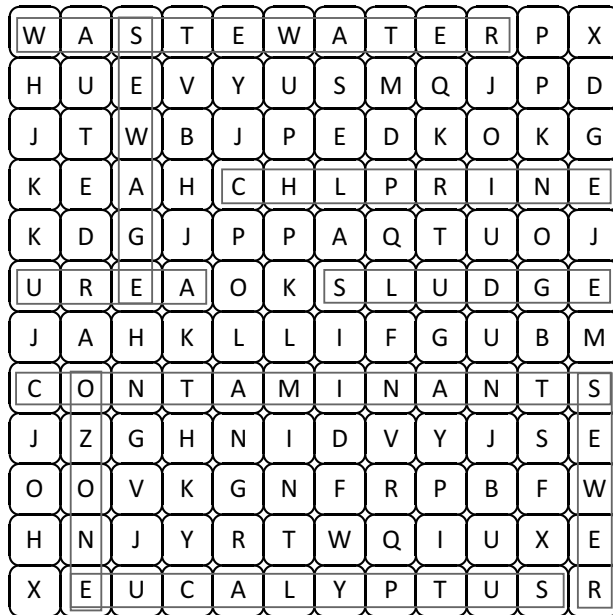 W A S T E W A T E R P X
H U E V Y U S M Q J P D
J T W B J P E D K O K G
K E A H C H L P R I N E
K D G J P P A Q T U O J
U R E A O K S L U D G E
J A H K L L I F G U B M
C O N T A M I N A N T S
J Z G H N I D V Y J S E
O O V K G N F R P B F W
H N J Y R T W Q I U X E
X E U C A L Y P T U S R